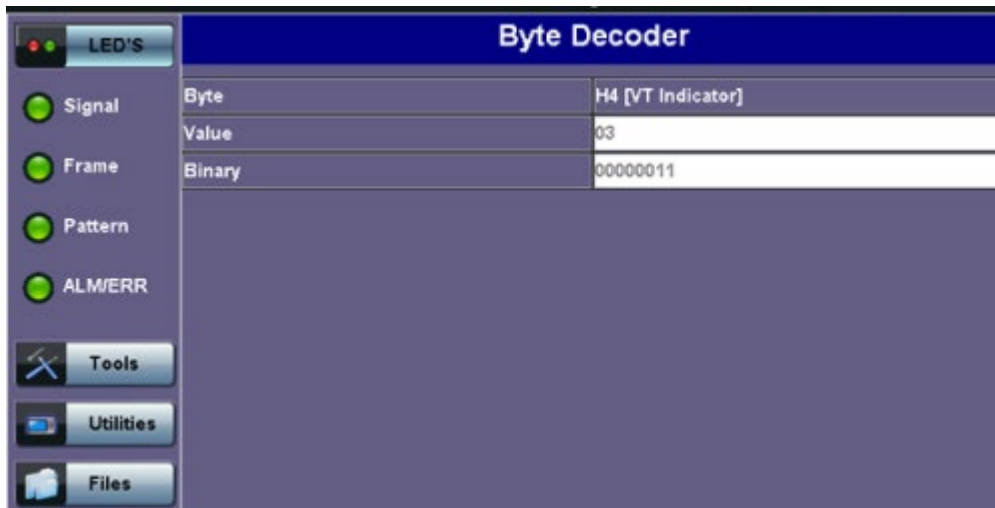 LED'S
Byte Decoder
Byte H4 [VT Indicator]
Value 03
Binary 00000011
Signal
Frame
Pattern
ALM/ERR
Tools
Utilities
Files